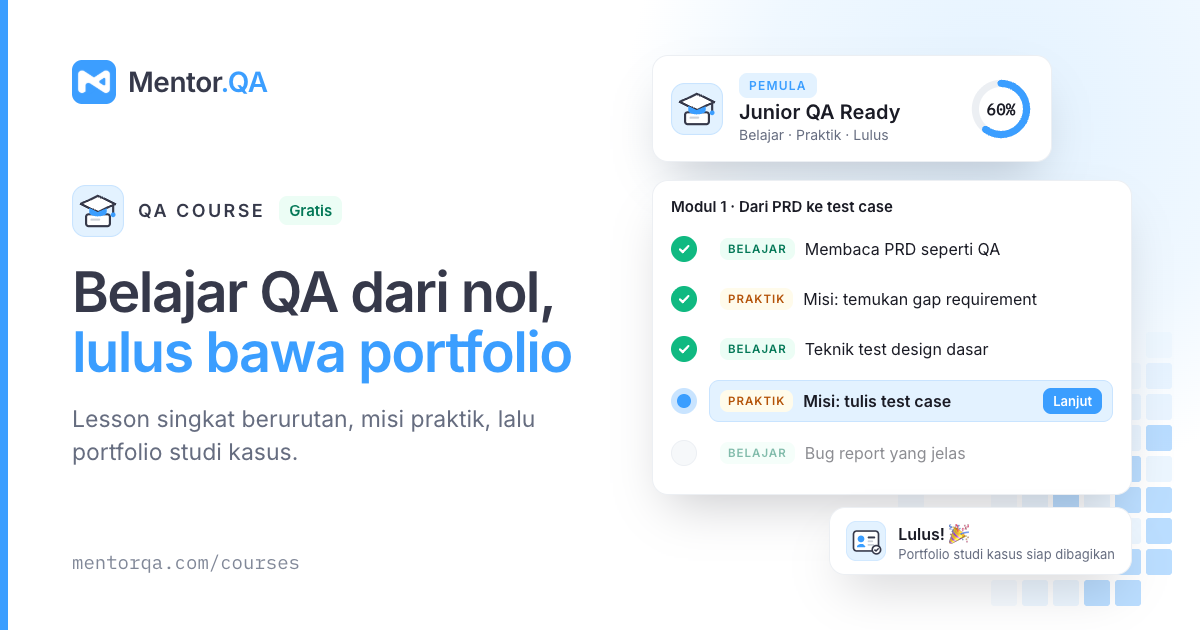 Mentor.QA
QA COURSE Gratis
Belajar QA dari nol,
lulus bawa portfolio
Lesson singkat berurutan, misi praktik, lalu
portfolio studi kasus.
mentorqa.com/courses
PEMULA
Junior QA Ready
Belajar · Praktik · Lulus
60%
Modul 1 · Dari PRD ke test case
BELAJAR Membaca PRD seperti QA
PRAKTIK Misi: temukan gap requirement
BELAJAR Teknik test design dasar
PRAKTIK Misi: tulis test case Lanjut
BELAJAR Bug report yang jelas
Lulus! 🎉
Portfolio studi kasus siap dibagikan